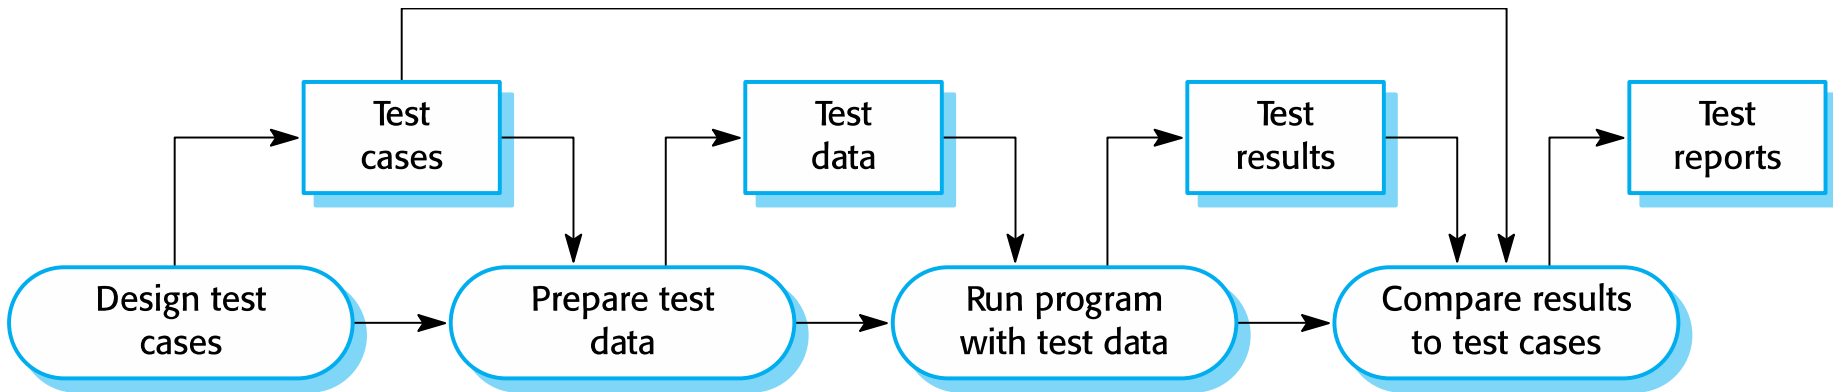 Test
cases
Test
data
Test
results
Test
reports
Design test
cases
Prepare test
data
Run program
with test data
Compare results
to test cases